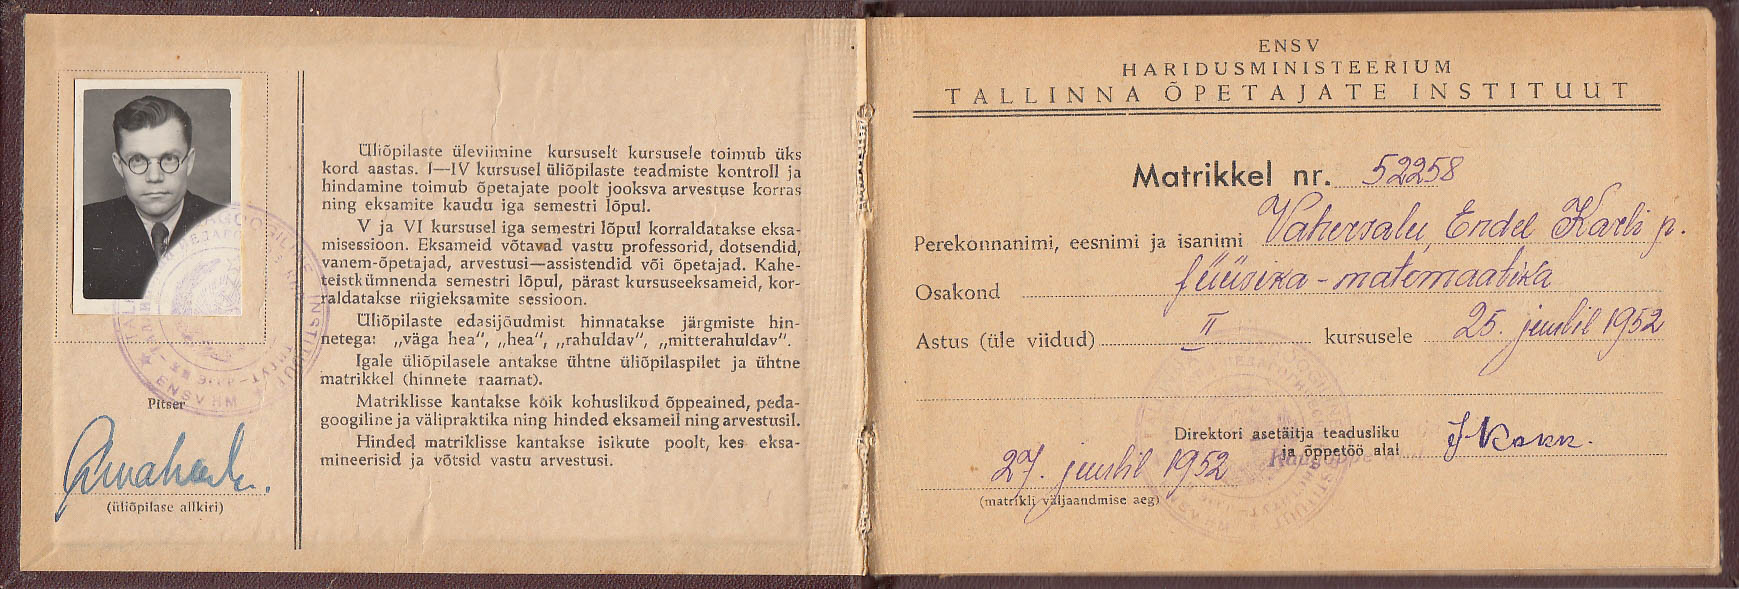 Pitser
(üliõpilase allkiri)
Üliõpilaste üleviimine kursuselt kursusele toimub üks
kord aastas. I—IV kursusel üliõpilaste teadmiste kontroll ja
hindamine toimub õpetajate poolt jooksva arvestuse korras
ning eksamite kaudu iga semestri lõpul.
V ja VI kursusel iga semestri lõpul korraldatakse eksa-
misessioon. Eksameid võtavad vastu professorid, dotsendid,
vanem-õpetajad, arvestusi—assistendid või õpetajad. Kahe-
teistkümnenda semestri lõpul, pärast kursuseeksameid, kor-
raldatakse riigieksamite sessioon.
Üliõpilaste edasijõudmist hinnatakse järgmiste hin-
netega: „väga hea", „hea", „rahuldav", „mitterahuldav".
Igale üliõpilasele antakse ühtne üliõpilaspilet ja ühtne
matrikkel (hinnete raamat).
Matriklisse kantakse kõik kohuslikud õppeained, peda-
googiline ja välipraktika ning hinded eksameil ning arvestusil.
Hinded matriklisse kantakse isikute poolt, kes eksa-
mineerisid ja võtsid vastu arvestusi.
ENSV
HARIDUSMINISTEERIUM
TALLINNA ÕPETAJATE INSTITUUT
Matrikkel nr. 52258
Perekonnanimi, eesnimi ja isanimi Vahersalu, Endel Karli p.
Osakond füüsika-matemaatika
Astus (üle viidud) II kursusele 25. juulil 1952
Direktori asetäitja teadusliku
ja õppetöö alal
27. juulil 1952
(matrikli väljaandmise aeg)